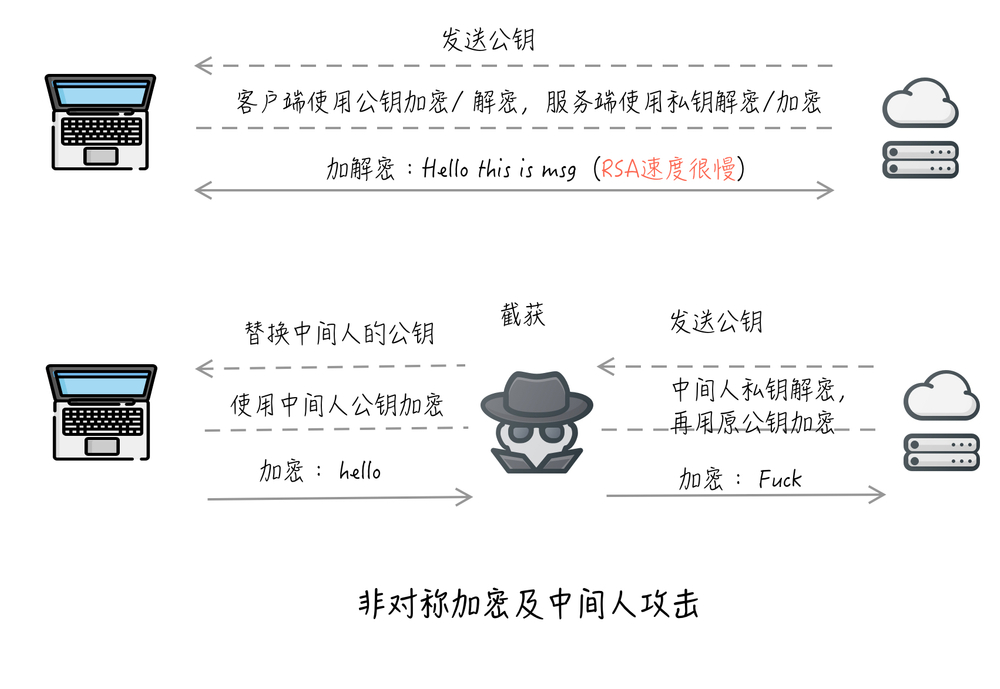 发送公钥
客户端使用公钥加密/ 解密，服务端使用私钥解密/加密
加解密：Hello this is msg（RSA速度很慢）
截获
发送公钥
替换中间人的公钥
中间人私钥解密，
再用原公钥加密
使用中间人公钥加密
加密： hello
加密： Fuck
非对称加密及中间人攻击